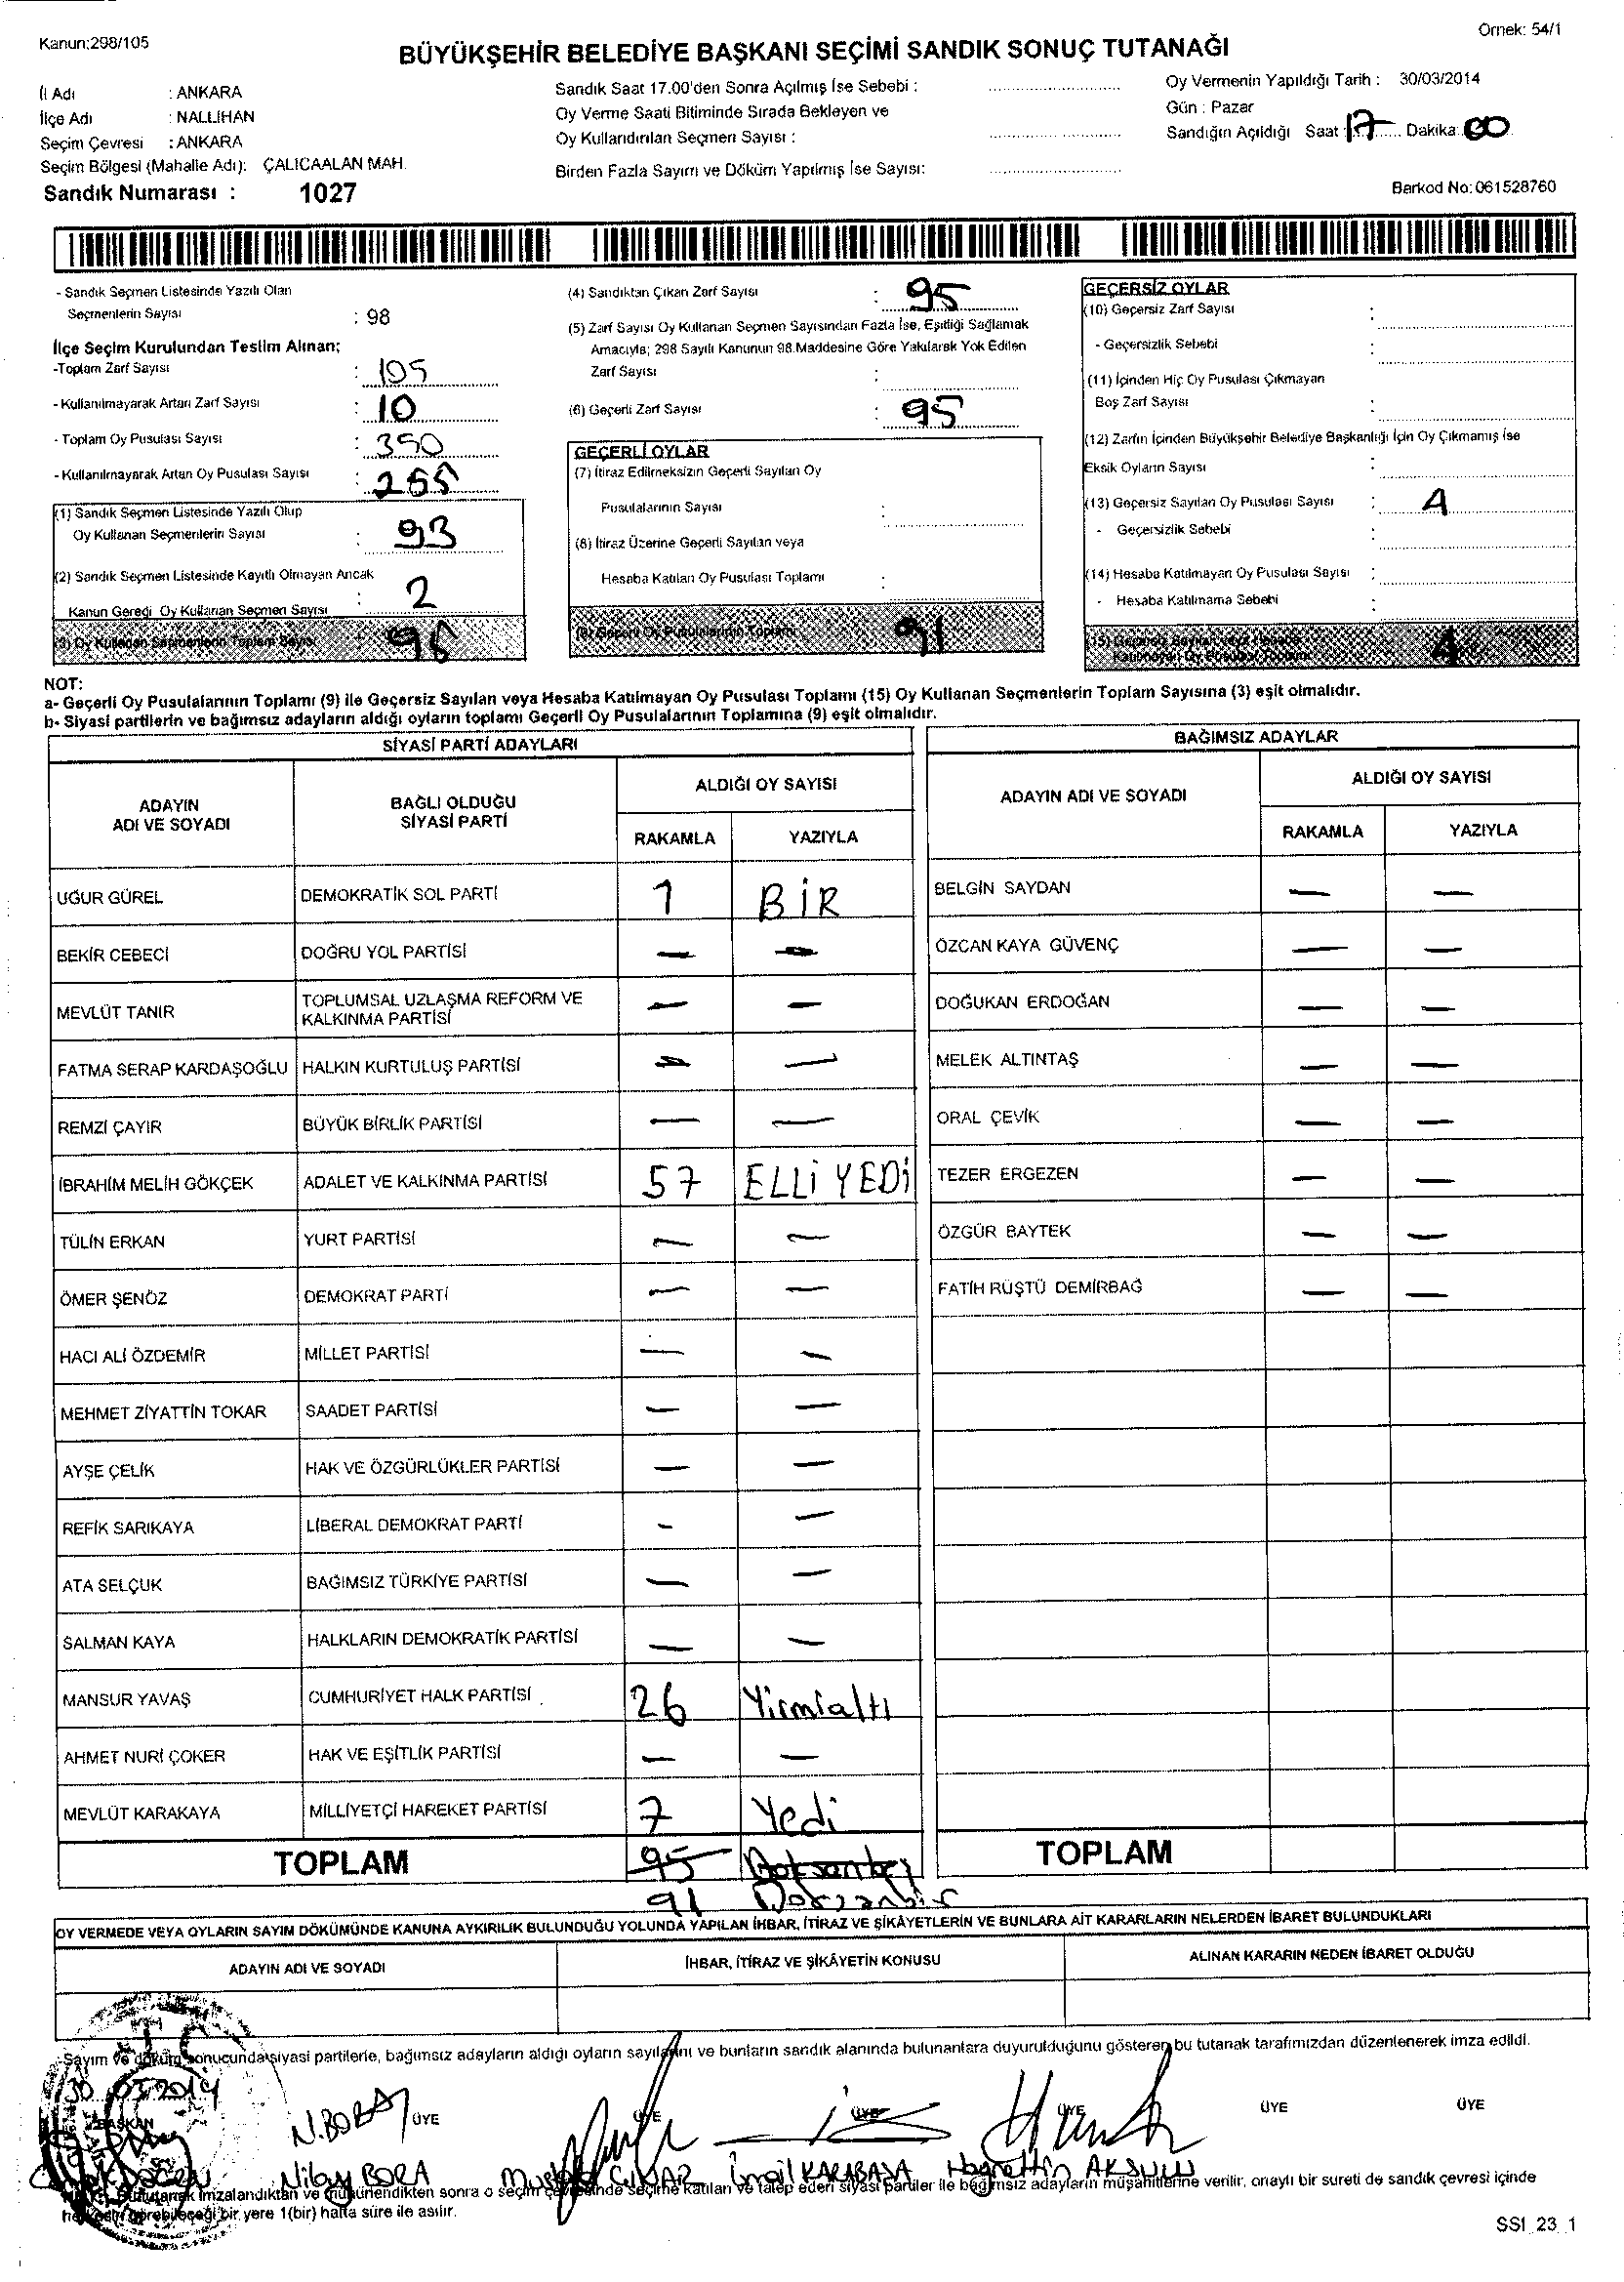 Kanun:298/105
Örnek: 54/1
BÜYÜKŞEHİR BELEDİYE BAŞKANI SEÇİMİ SANDIK SONUÇ TUTANAĞI
İl Adı : ANKARA
İlçe Adı : NALLIHAN
Seçim Çevresi : ANKARA
Seçim Bölgesi (Mahalle Adı): ÇALICAALAN MAH.
Sandık Numarası : 1027
Sandık Saat 17.00'den Sonra Açılmış İse Sebebi :
Oy Verme Saati Bitiminde Sırada Bekleyen ve
Oy Kullandırılan Seçmen Sayısı :
Birden Fazla Sayım ve Döküm Yapılmış İse Sayısı:
Oy Vermenin Yapıldığı Tarih : 30/03/2014
Gün : Pazar
Sandığın Açıldığı Saat : 17 Dakika: 00
Barkod No: 061528760
- Sandık Seçmen Listesinde Yazılı Olan
Seçmenlerin Sayısı : 98
İlçe Seçim Kurulundan Teslim Alınan;
-Toplam Zarf Sayısı : 105
- Kullanılmayarak Artan Zarf Sayısı : 10
- Toplam Oy Pusulası Sayısı : 350
- Kullanılmayarak Artan Oy Pusulası Sayısı : 255
(1) Sandık Seçmen Listesinde Yazılı Olup
Oy Kullanan Seçmenlerin Sayısı : 93
(2) Sandık Seçmen Listesinde Kayıtlı Olmayan Ancak
Kanun Gereği Oy Kullanan Seçmen Sayısı : 2
(3) Oy Kullanan Seçmenlerin Toplam Sayısı : 95
(4) Sandıktan Çıkan Zarf Sayısı : 95
(5) Zarf Sayısı Oy Kullanan Seçmen Sayısından Fazla İse, Eşitliği Sağlamak
Amacıyla; 298 Sayılı Kanunun 98.Maddesine Göre Yakılarak Yok Edilen
Zarf Sayısı :
(6) Geçerli Zarf Sayısı : 95
GEÇERLİ OYLAR
(7) İtiraz Edilmeksizin Geçerli Sayılan Oy
Pusulalarının Sayısı :
(8) İtiraz Üzerine Geçerli Sayılan veya
Hesaba Katılan Oy Pusulası Toplamı :
(9) Geçerli Oy Pusulalarının Toplamı 91
GEÇERSİZ OYLAR
(10) Geçersiz Zarf Sayısı :
- Geçersizlik Sebebi :
(11) İçinden Hiç Oy Pusulası Çıkmayan
Boş Zarf Sayısı :
(12) Zarfın İçinden Büyükşehir Belediye Başkanlığı İçin Oy Çıkmamış İse
Eksik Oyların Sayısı :
(13) Geçersiz Sayılan Oy Pusulası Sayısı : 4
- Geçersizlik Sebebi :
(14) Hesaba Katılmayan Oy Pusulası Sayısı :
- Hesaba Katılmama Sebebi :
(15) Geçersiz Sayılan veya Hesaba
Katılmayan Oy Pusulası Toplamı 4
NOT:
a- Geçerli Oy Pusulalarının Toplamı (9) ile Geçersiz Sayılan veya Hesaba Katılmayan Oy Pusulası Toplamı (15) Oy Kullanan Seçmenlerin Toplam Sayısına (3) eşit olmalıdır.
b- Siyasi partilerin ve bağımsız adayların aldığı oyların toplamı Geçerli Oy Pusulalarının Toplamına (9) eşit olmalıdır.
SİYASİ PARTİ ADAYLARI
ADAYIN ADI VE SOYADI BAĞLI OLDUĞU SİYASİ PARTİ ALDIĞI OY SAYISI
RAKAMLA YAZIYLA
UĞUR GÜREL DEMOKRATİK SOL PARTİ 1 BİR
BEKİR CEBECİ DOĞRU YOL PARTİSİ — —
MEVLÜT TANIR TOPLUMSAL UZLAŞMA REFORM VE KALKINMA PARTİSİ — —
FATMA SERAP KARDAŞOĞLU HALKIN KURTULUŞ PARTİSİ — —
REMZİ ÇAYIR BÜYÜK BİRLİK PARTİSİ — —
İBRAHİM MELİH GÖKÇEK ADALET VE KALKINMA PARTİSİ 57 ELLİ YEDİ
TÜLİN ERKAN YURT PARTİSİ — —
ÖMER ŞENÖZ DEMOKRAT PARTİ — —
HACI ALİ ÖZDEMİR MİLLET PARTİSİ — —
MEHMET ZİYATTİN TOKAR SAADET PARTİSİ — —
AYŞE ÇELİK HAK VE ÖZGÜRLÜKLER PARTİSİ — —
REFİK SARIKAYA LİBERAL DEMOKRAT PARTİ — —
ATA SELÇUK BAĞIMSIZ TÜRKİYE PARTİSİ — —
SALMAN KAYA HALKLARIN DEMOKRATİK PARTİSİ — —
MANSUR YAVAŞ CUMHURİYET HALK PARTİSİ 26 Yirmialtı
AHMET NURİ ÇOKER HAK VE EŞİTLİK PARTİSİ — —
MEVLÜT KARAKAYA MİLLİYETÇİ HAREKET PARTİSİ 7 Yedi
TOPLAM 95 Doksanbeş
91 Doksanbir
BAĞIMSIZ ADAYLAR
ADAYIN ADI VE SOYADI ALDIĞI OY SAYISI
RAKAMLA YAZIYLA
BELGİN SAYDAN — —
ÖZCAN KAYA GÜVENÇ — —
DOĞUKAN ERDOĞAN — —
MELEK ALTINTAŞ — —
ORAL ÇEVİK — —
TEZER ERGEZEN — —
ÖZGÜR BAYTEK — —
FATİH RÜŞTÜ DEMİRBAĞ — —
TOPLAM
OY VERMEDE VEYA OYLARIN SAYIM DÖKÜMÜNDE KANUNA AYKIRILIK BULUNDUĞU YOLUNDA YAPILAN İHBAR, İTİRAZ VE ŞİKÂYETLERİN VE BUNLARA AİT KARARLARIN NELERDEN İBARET BULUNDUKLARI
ADAYIN ADI VE SOYADI İHBAR, İTİRAZ VE ŞİKÂYETİN KONUSU ALINAN KARARIN NEDEN İBARET OLDUĞU
Sayım ve döküm sonucunda siyasi partilerle, bağımsız adayların aldığı oyların sayılarını ve bunların sandık alanında bulunanlara duyurulduğunu gösteren bu tutanak tarafımızdan düzenlenerek imza edildi.
30 03 2014
BAŞKAN N.BORA ÜYE ÜYE ÜYE ÜYE ÜYE ÜYE
Nilay BORA Mustafa ÇINAR İsmail KARABAŞA Hayrettin AKSULU
imzalandıktan ve mühürlendikten sonra o seçim çevresinde seçime katılan ve talep eden siyasi partiler ile bağımsız adayların müşahitlerine verilir, onaylı bir sureti de sandık çevresi içinde
herkesin görebileceği bir yere 1(bir) hafta süre ile asılır.
SSI_23_1